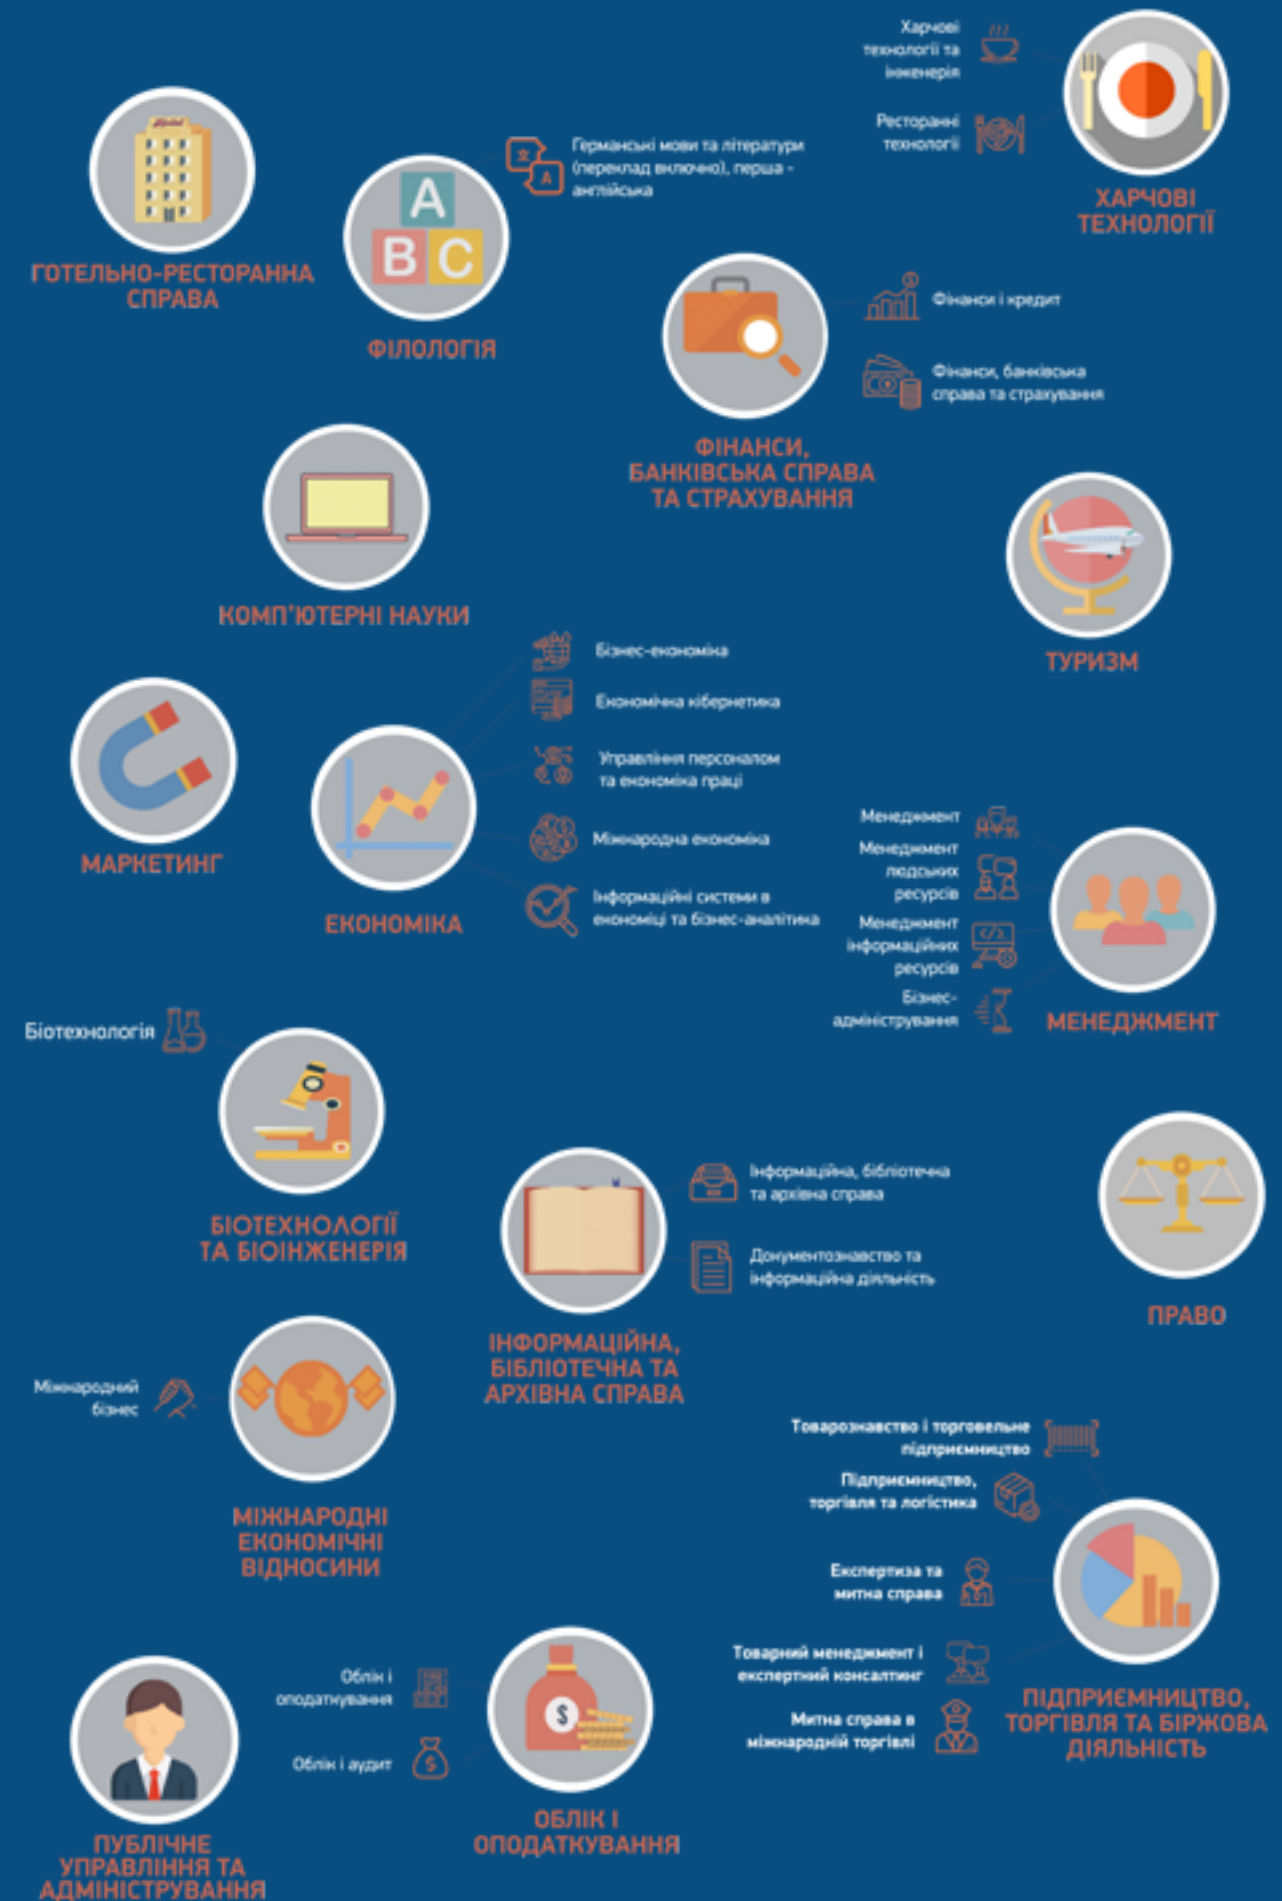 Харчові
технології та
інженерія
Ресторанні
технології
ХАРЧОВІ
ТЕХНОЛОГІЇ
Hotel
ГОТЕЛЬНО-РЕСТОРАННА
СПРАВА
A
B C
ФІЛОЛОГІЯ
文
A
Германські мови та літератури
(переклад включно), перша -
англійська
ФІНАНСИ,
БАНКІВСЬКА СПРАВА
ТА СТРАХУВАННЯ
Фінанси і кредит
Фінанси, банківська
справа та страхування
КОМП'ЮТЕРНІ НАУКИ
ТУРИЗМ
МАРКЕТИНГ
ЕКОНОМІКА
Бізнес-економіка
Економічна кібернетика
Управління персоналом
та економіка праці
Міжнародна економіка
Інформаційні системи в
економіці та бізнес-аналітика
Менеджмент
Менеджмент
людських
ресурсів
Менеджмент
інформаційних
ресурсів
</>
Бізнес-
адміністрування
МЕНЕДЖМЕНТ
Біотехнологія
БІОТЕХНОЛОГІЇ
ТА БІОІНЖЕНЕРІЯ
Інформаційна, бібліотечна
та архівна справа
Документознавство та
інформаційна діяльність
ІНФОРМАЦІЙНА,
БІБЛІОТЕЧНА ТА
АРХІВНА СПРАВА
ПРАВО
Міжнародний
бізнес
МІЖНАРОДНІ
ЕКОНОМІЧНІ
ВІДНОСИНИ
Товарознавство і торговельне
підприємництво
Підприємництво,
торгівля та логістика
Експертиза та
митна справа
Товарний менеджмент і
експертний консалтинг
Митна справа в
міжнародній торгівлі
ПІДПРИЄМНИЦТВО,
ТОРГІВЛЯ ТА БІРЖОВА
ДІЯЛЬНІСТЬ
ПУБЛІЧНЕ
УПРАВЛІННЯ ТА
АДМІНІСТРУВАННЯ
Облік і
оподаткування
Облік і аудит
$
$
ОБЛІК І
ОПОДАТКУВАННЯ